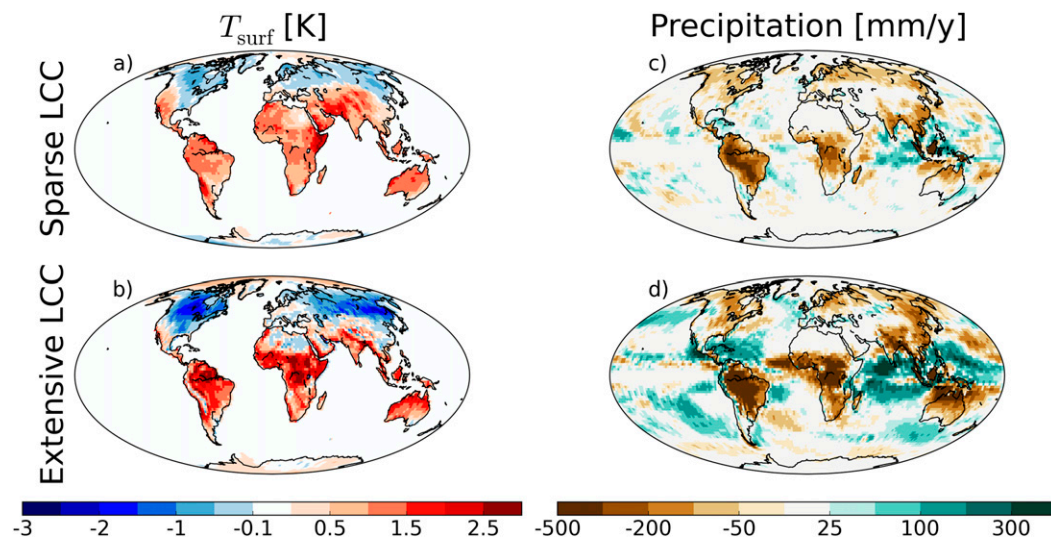 T_surf [K]
Precipitation [mm/y]
Sparse LCC
a)
c)
Extensive LCC
b)
d)
-3 -2 -1 -0.1 0.5 1.5 2.5
-500 -200 -50 25 100 300